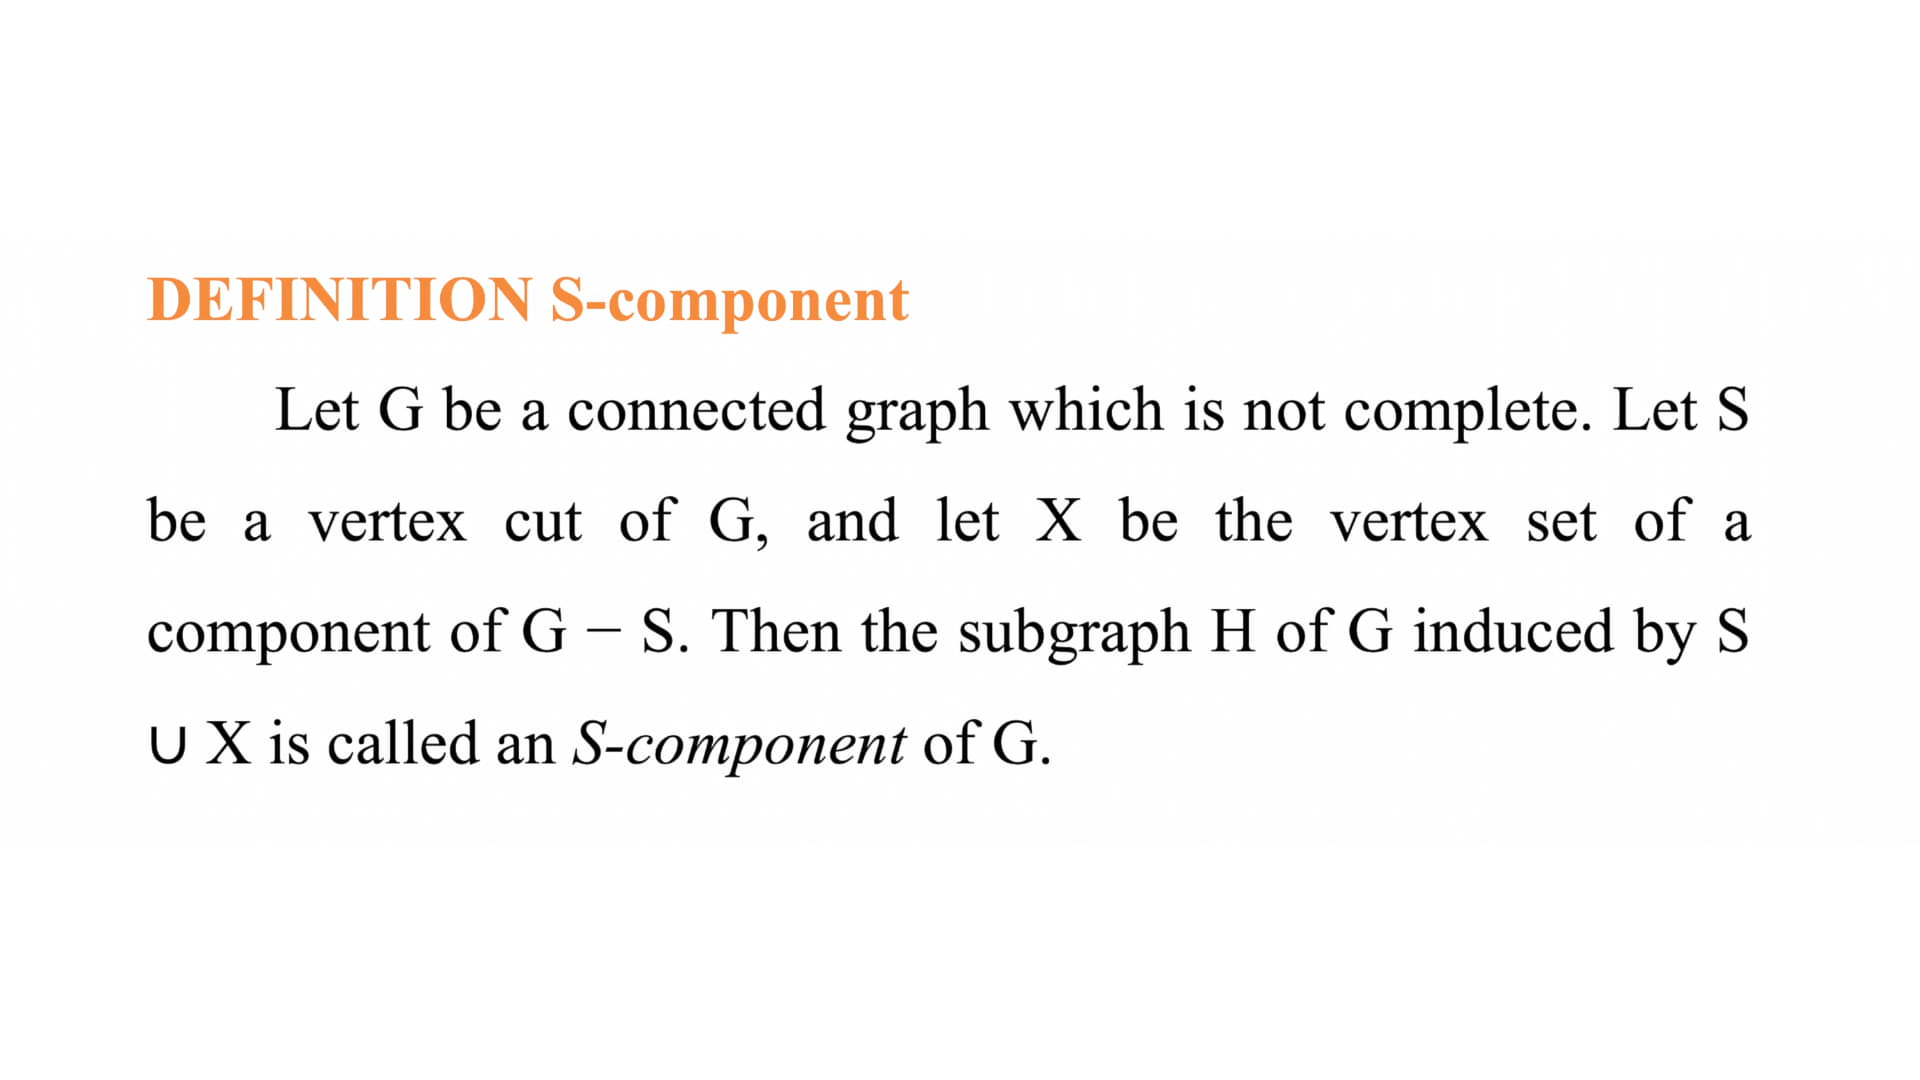 DEFINITION S-component
Let G be a connected graph which is not complete. Let S
be a vertex cut of G, and let X be the vertex set of a
component of G − S. Then the subgraph H of G induced by S
∪ X is called an S-component of G.